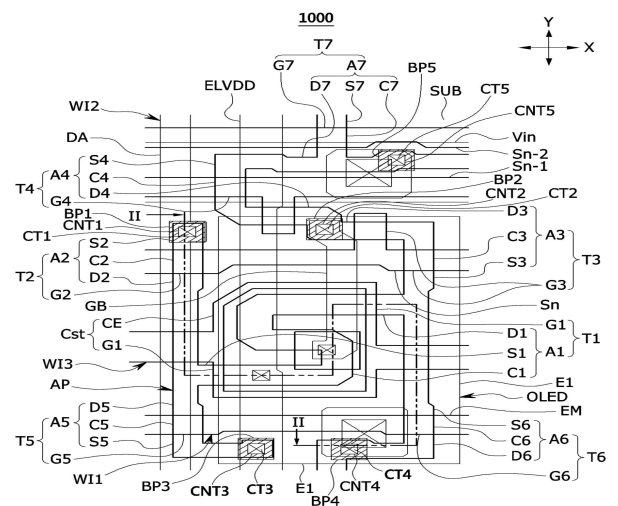 1000
Y
X
T7
G7
A7
D7
S7
C7
BP5
ELVDD
SUB
CT5
WI2
CNT5
DA
Vin
S4
Sn-2
T4
A4
C4
Sn-1
D4
BP2
G4
CNT2
CT2
BP1
II
D3
CNT1
CT1
S2
C3
A3
T2
A2
C2
S3
T3
D2
G2
G3
GB
Sn
Cst
CE
G1
T1
G1
D1
WI3
S1
A1
AP
C1
E1
D5
OLED
T5
A5
C5
EM
S5
II
S6
C6
A6
T6
G5
D6
WI1
G6
BP3
CNT3
CT3
E1
BP4
CNT4
CT4